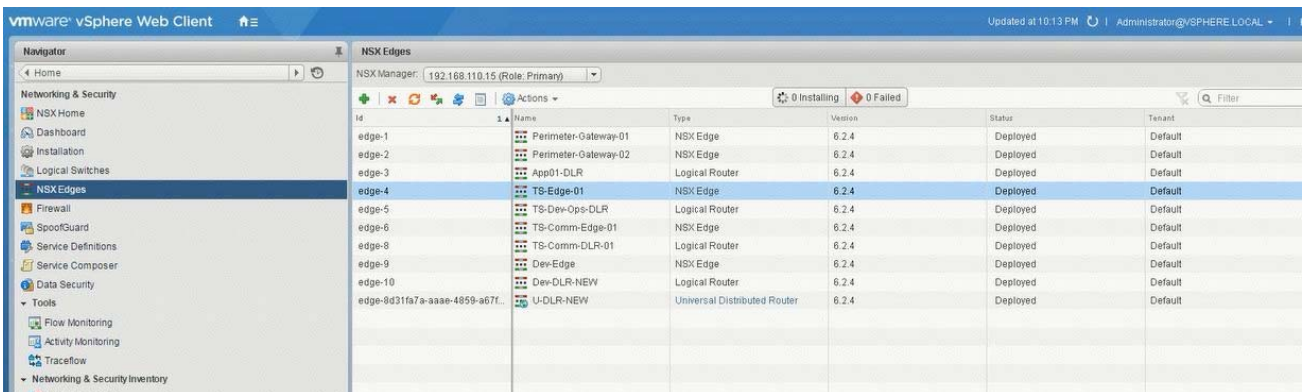 vmware® vSphere Web Client
Updated at 10:13 PM | Administrator@VSPHERE.LOCAL
Navigator
Home
Networking & Security
NSX Home
Dashboard
Installation
Logical Switches
NSX Edges
Firewall
SpoofGuard
Service Definitions
Service Composer
Data Security
Tools
Flow Monitoring
Activity Monitoring
Traceflow
Networking & Security Inventory
NSX Edges
NSX Manager: 192.168.110.15 (Role: Primary)
Actions 0 Installing 0 Failed Filter
Id 1 Name Type Version Status Tenant
edge-1 Perimeter-Gateway-01 NSX Edge 6.2.4 Deployed Default
edge-2 Perimeter-Gateway-02 NSX Edge 6.2.4 Deployed Default
edge-3 App01-DLR Logical Router 6.2.4 Deployed Default
edge-4 TS-Edge-01 NSX Edge 6.2.4 Deployed Default
edge-5 TS-Dev-Ops-DLR Logical Router 6.2.4 Deployed Default
edge-6 TS-Comm-Edge-01 NSX Edge 6.2.4 Deployed Default
edge-8 TS-Comm-DLR-01 Logical Router 6.2.4 Deployed Default
edge-9 Dev-Edge NSX Edge 6.2.4 Deployed Default
edge-10 Dev-DLR-NEW Logical Router 6.2.4 Deployed Default
edge-8d31fa7a-aaae-4859-a67f... U-DLR-NEW Universal Distributed Router 6.2.4 Deployed Default